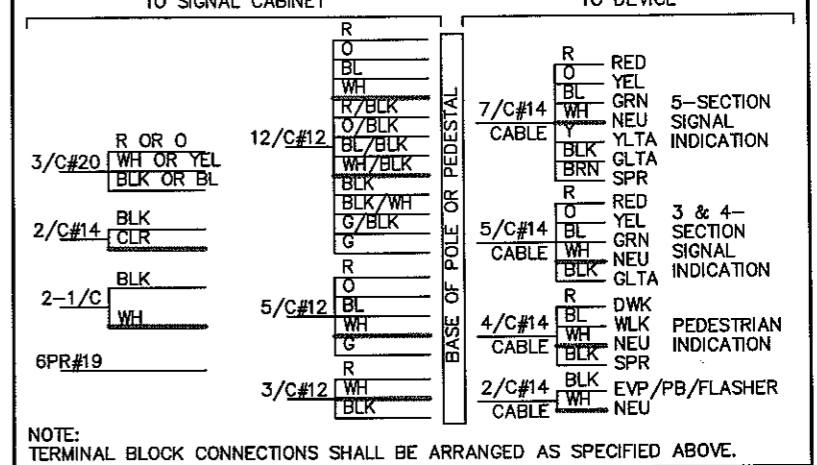 TO SIGNAL CABINET
TO DEVICE
3/C#20
R OR O
WH OR YEL
BLK OR BL
2/C#14
BLK
CLR
2-1/C
BLK
WH
6PR#19
12/C#12
R
O
BL
WH
R/BLK
O/BLK
BL/BLK
WH/BLK
BLK
BLK/WH
G/BLK
G
5/C#12
R
O
BL
WH
G
3/C#12
R
WH
BLK
BASE OF POLE OR PEDESTAL
7/C#14
CABLE
R RED
O YEL
BL GRN
WH NEU
Y YLTA
BLK GLTA
BRN SPR
5-SECTION
SIGNAL
INDICATION
5/C#14
CABLE
R RED
O YEL
BL GRN
WH NEU
BLK GLTA
3 & 4-
SECTION
SIGNAL
INDICATION
4/C#14
CABLE
R DWK
BL WLK
WH NEU
BLK SPR
PEDESTRIAN
INDICATION
2/C#14
CABLE
BLK EVP/PB/FLASHER
WH NEU
NOTE:
TERMINAL BLOCK CONNECTIONS SHALL BE ARRANGED AS SPECIFIED ABOVE.